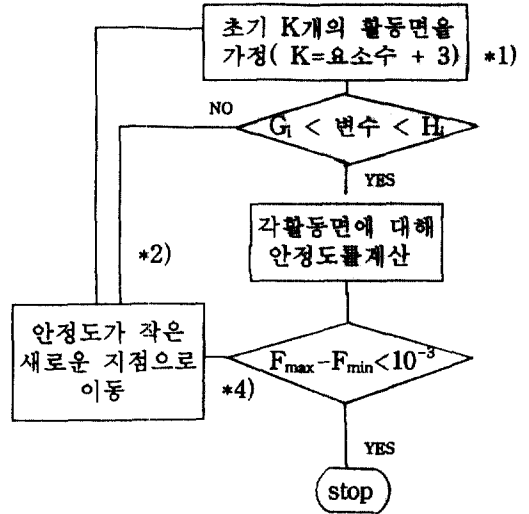 초기 K개의 활동면을
가정( K=요소수 + 3) *1)
NO
G_i < 변수 < H_i
YES
각활동면에 대해
안정도를계산
*2)
안정도가 작은
새로운 지점으로
이동
*4)
F_max-F_min<10^-3
YES
stop